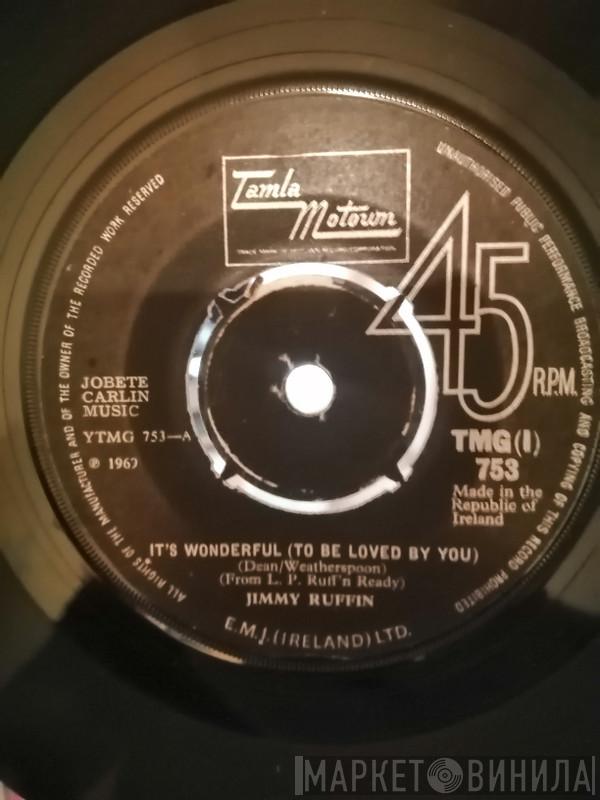 Tamla
Motown
UNAUTHORISED PUBLIC PERFORMANCE BROADCASTING AND COPYING OF THIS RECORD PROHIBITED
ALL RIGHTS OF THE MANUFACTURER AND OF THE OWNER OF THE RECORDED WORK RESERVED
45
R.P.M.
JOBETE
CARLIN
MUSIC
YTMG 753—A
TMG(I)
753
Made in the
Republic of
Ireland
IT'S WONDERFUL (TO BE LOVED BY YOU)
(Dean/Weatherspoon)
(From L. P. Ruff'n Ready)
JIMMY RUFFIN
E.M.I. (IRELAND) LTD.
МАРКЕТ ВИНИЛА